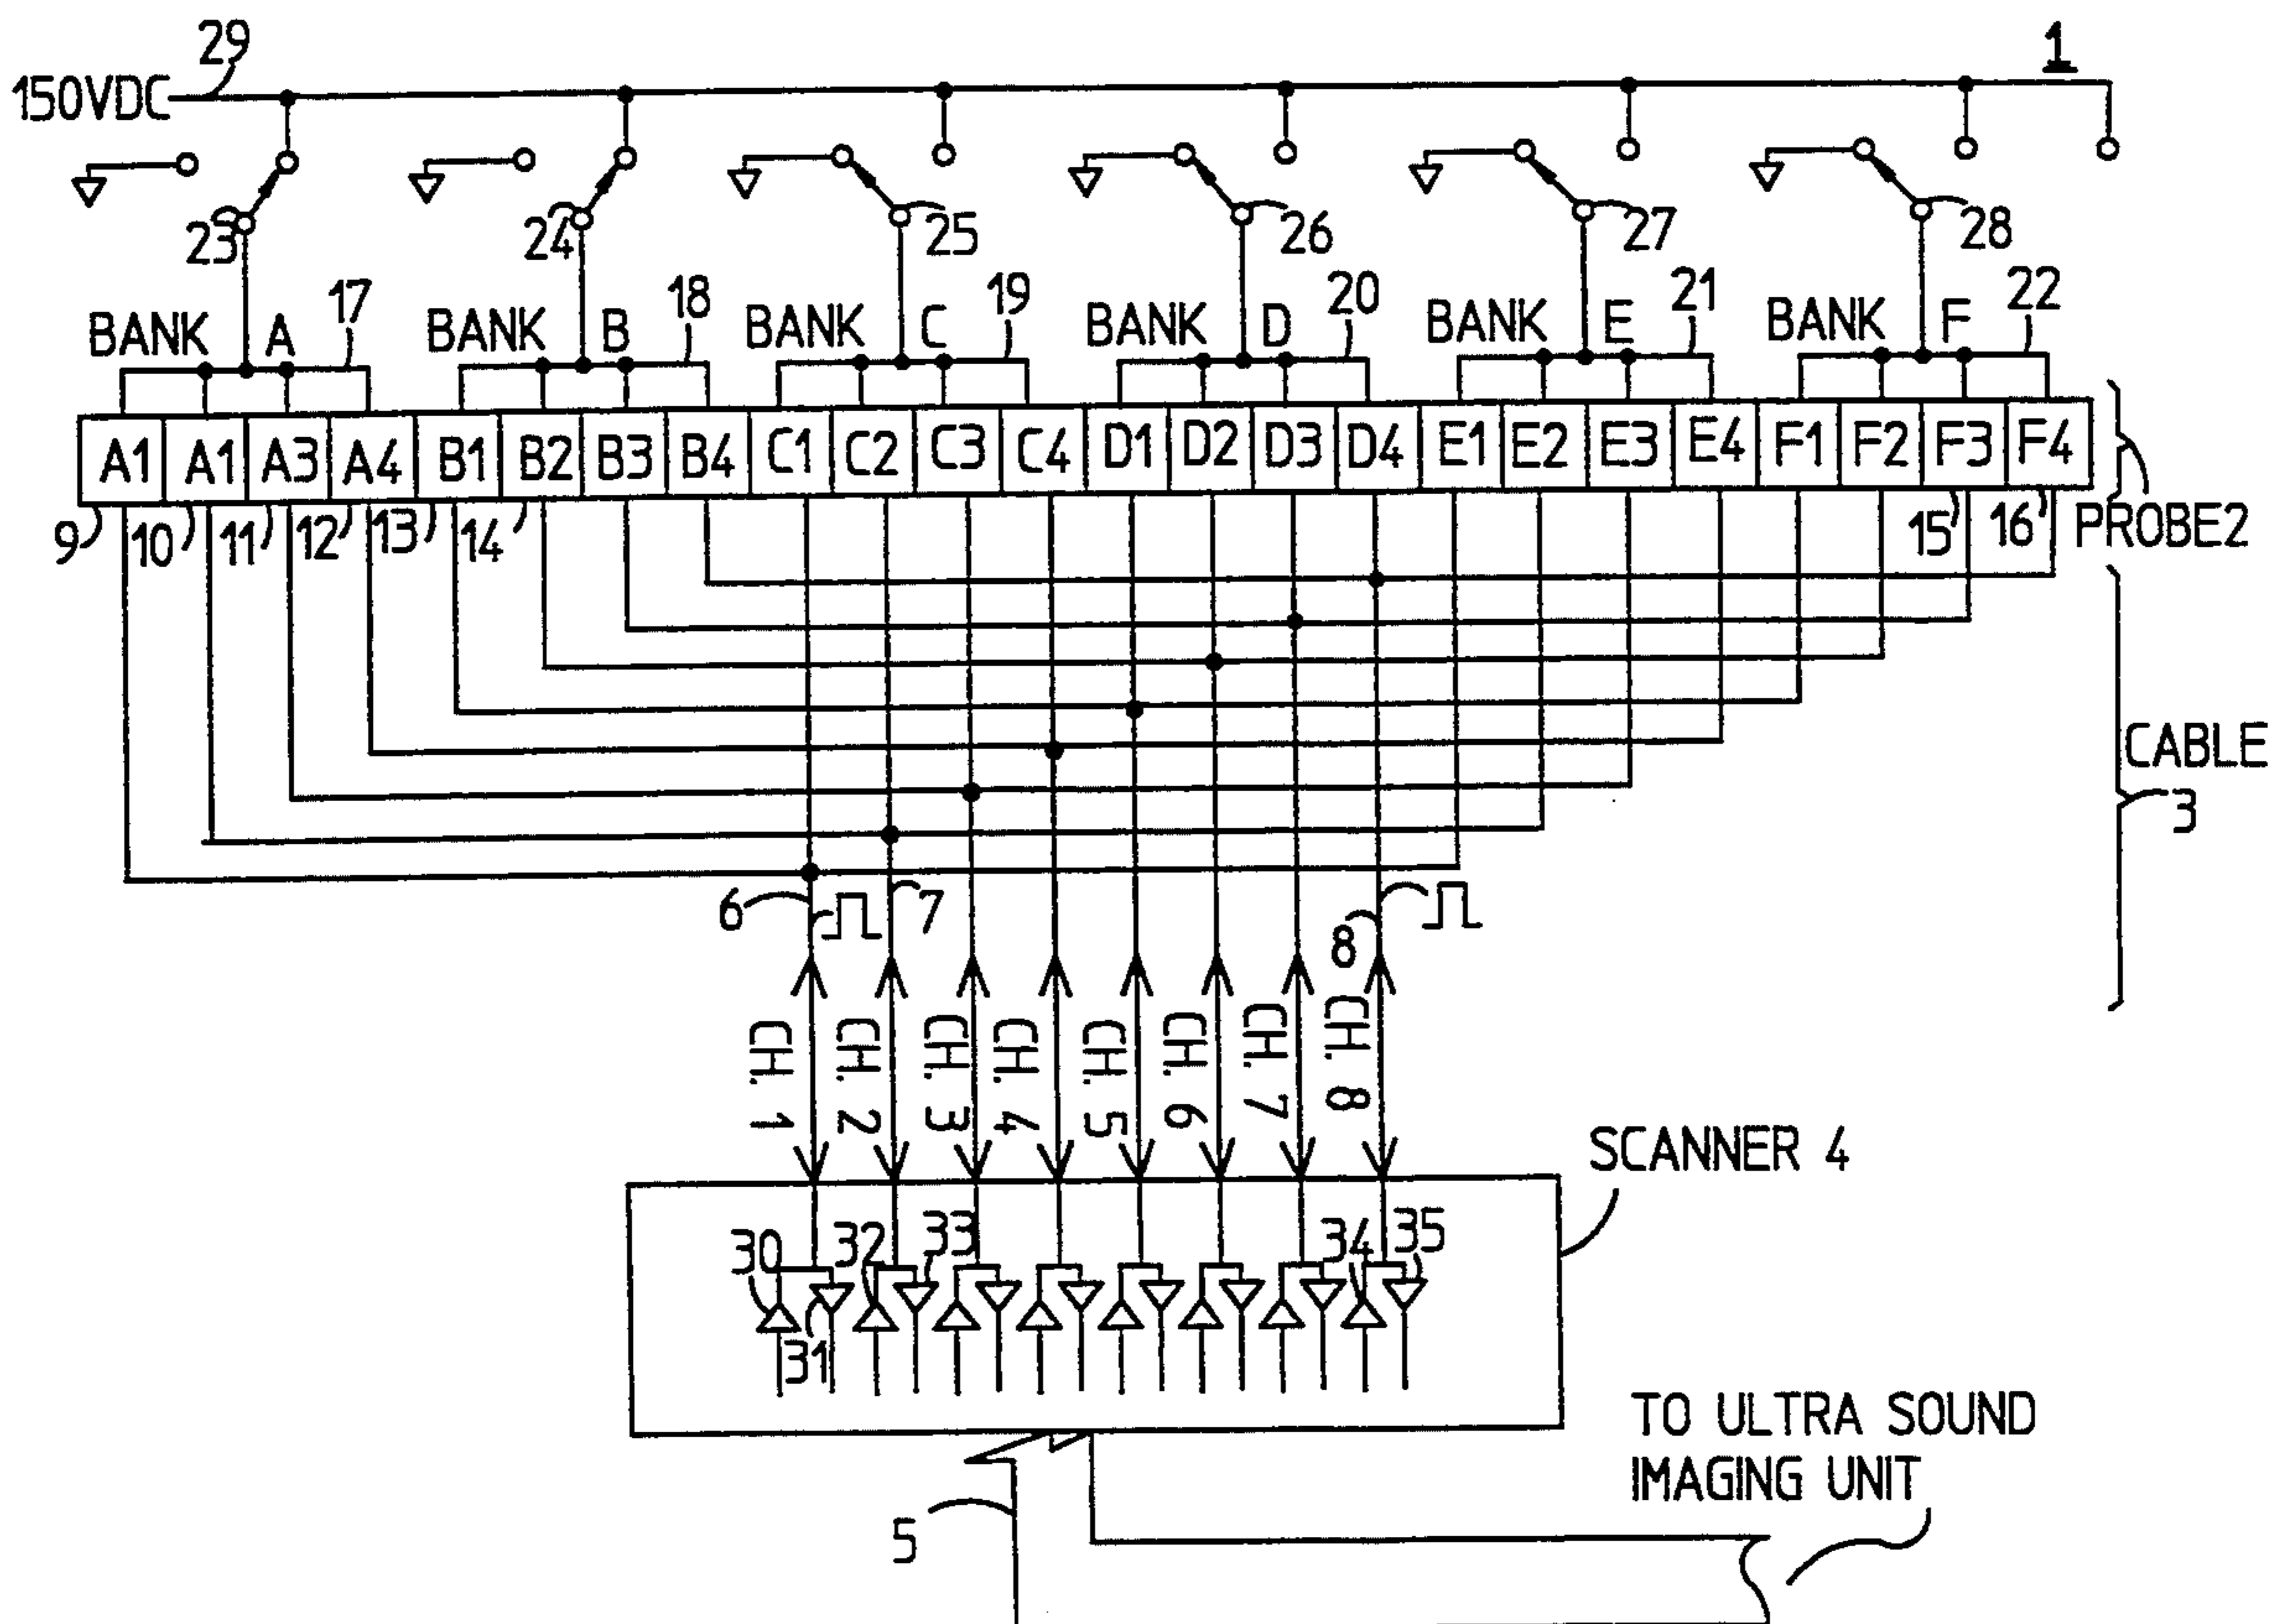 29
1
150VDC
23
24
25
26
27
28
BANK A 17
BANK B 18
BANK C 19
BANK D 20
BANK E 21
BANK F 22
A1 A1 A3 A4 B1 B2 B3 B4 C1 C2 C3 C4 D1 D2 D3 D4 E1 E2 E3 E4 F1 F2 F3 F4
9 10 11 12 13 14 15 16 PROBE2
CABLE
3
6 7 8
CH. 1
CH. 2
CH. 3
CH. 4
CH. 5
CH. 6
CH. 7
CH. 8
SCANNER 4
30 32 33 34 35
31
TO ULTRA SOUND
IMAGING UNIT
5